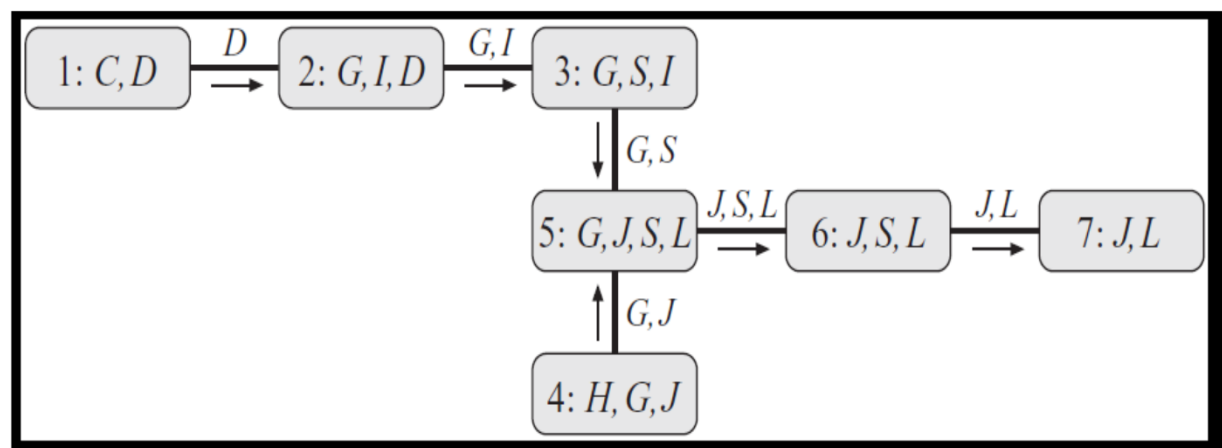 1: C, D
D
2: G, I, D
G, I
3: G, S, I
G, S
5: G, J, S, L
J, S, L
6: J, S, L
J, L
7: J, L
G, J
4: H, G, J